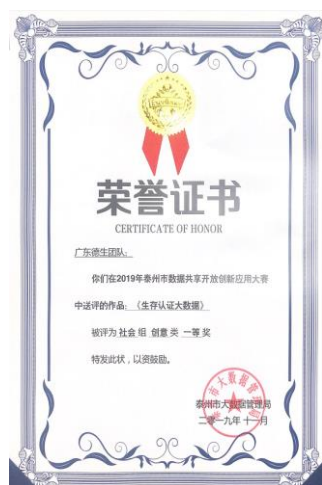 荣誉证书
CERTIFICATE OF HONOR
广东德生团队:
你们在2019年泰州市数据共享开放创新应用大赛
中送评的作品:《生存认证大数据》
被评为 社会 组 创意 类 一等 奖
特发此状,以资鼓励。
泰州市大数据管理局
二零一九年十一月